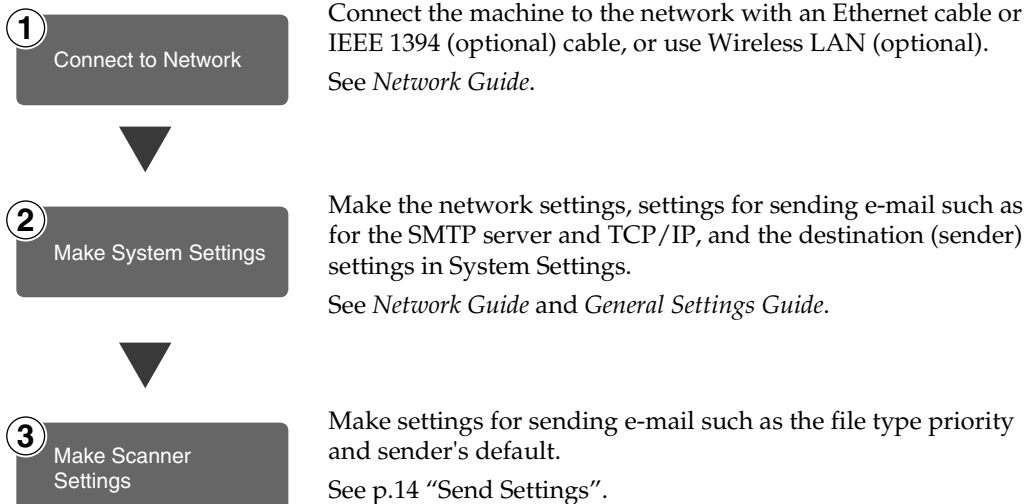 1
Connect to Network
Connect the machine to the network with an Ethernet cable or
IEEE 1394 (optional) cable, or use Wireless LAN (optional).
See Network Guide.
2
Make System Settings
Make the network settings, settings for sending e-mail such as
for the SMTP server and TCP/IP, and the destination (sender)
settings in System Settings.
See Network Guide and General Settings Guide.
3
Make Scanner
Settings
Make settings for sending e-mail such as the file type priority
and sender's default.
See p.14 “Send Settings”.